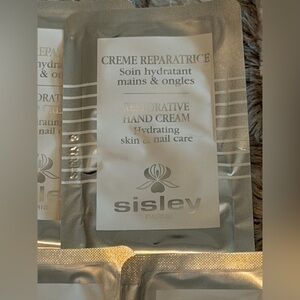 CREME REPARATRICE
Soin hydratant
mains & ongles
RESTORATIVE
HAND CREAM
Hydrating
skin & nail care
sisley
PARIS